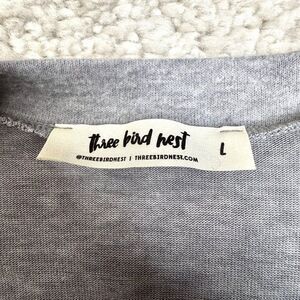 three bird nest L
@THREEBIRDNEST | THREEBIRDNEST.COM